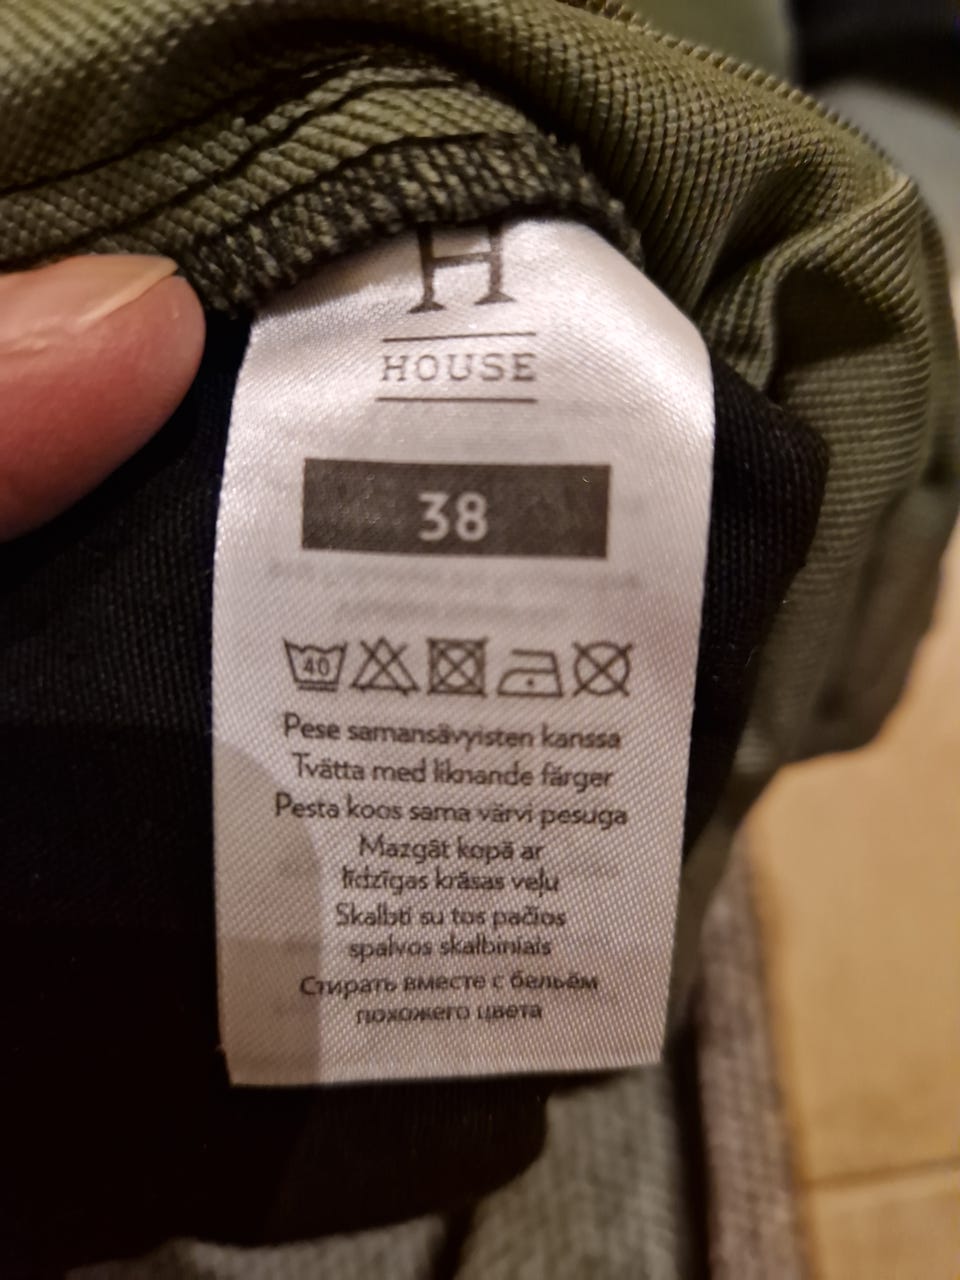 H
HOUSE
38
40
Pese samansävyisten kanssa
Tvätta med liknande färger
Pesta koos sama värvi pesuga
Mazgāt kopā ar
līdzīgas krāsas veļu
Skalbti su tos pačios
spalvos skalbiniais
Стирать вместе с бельём
похожего цвета